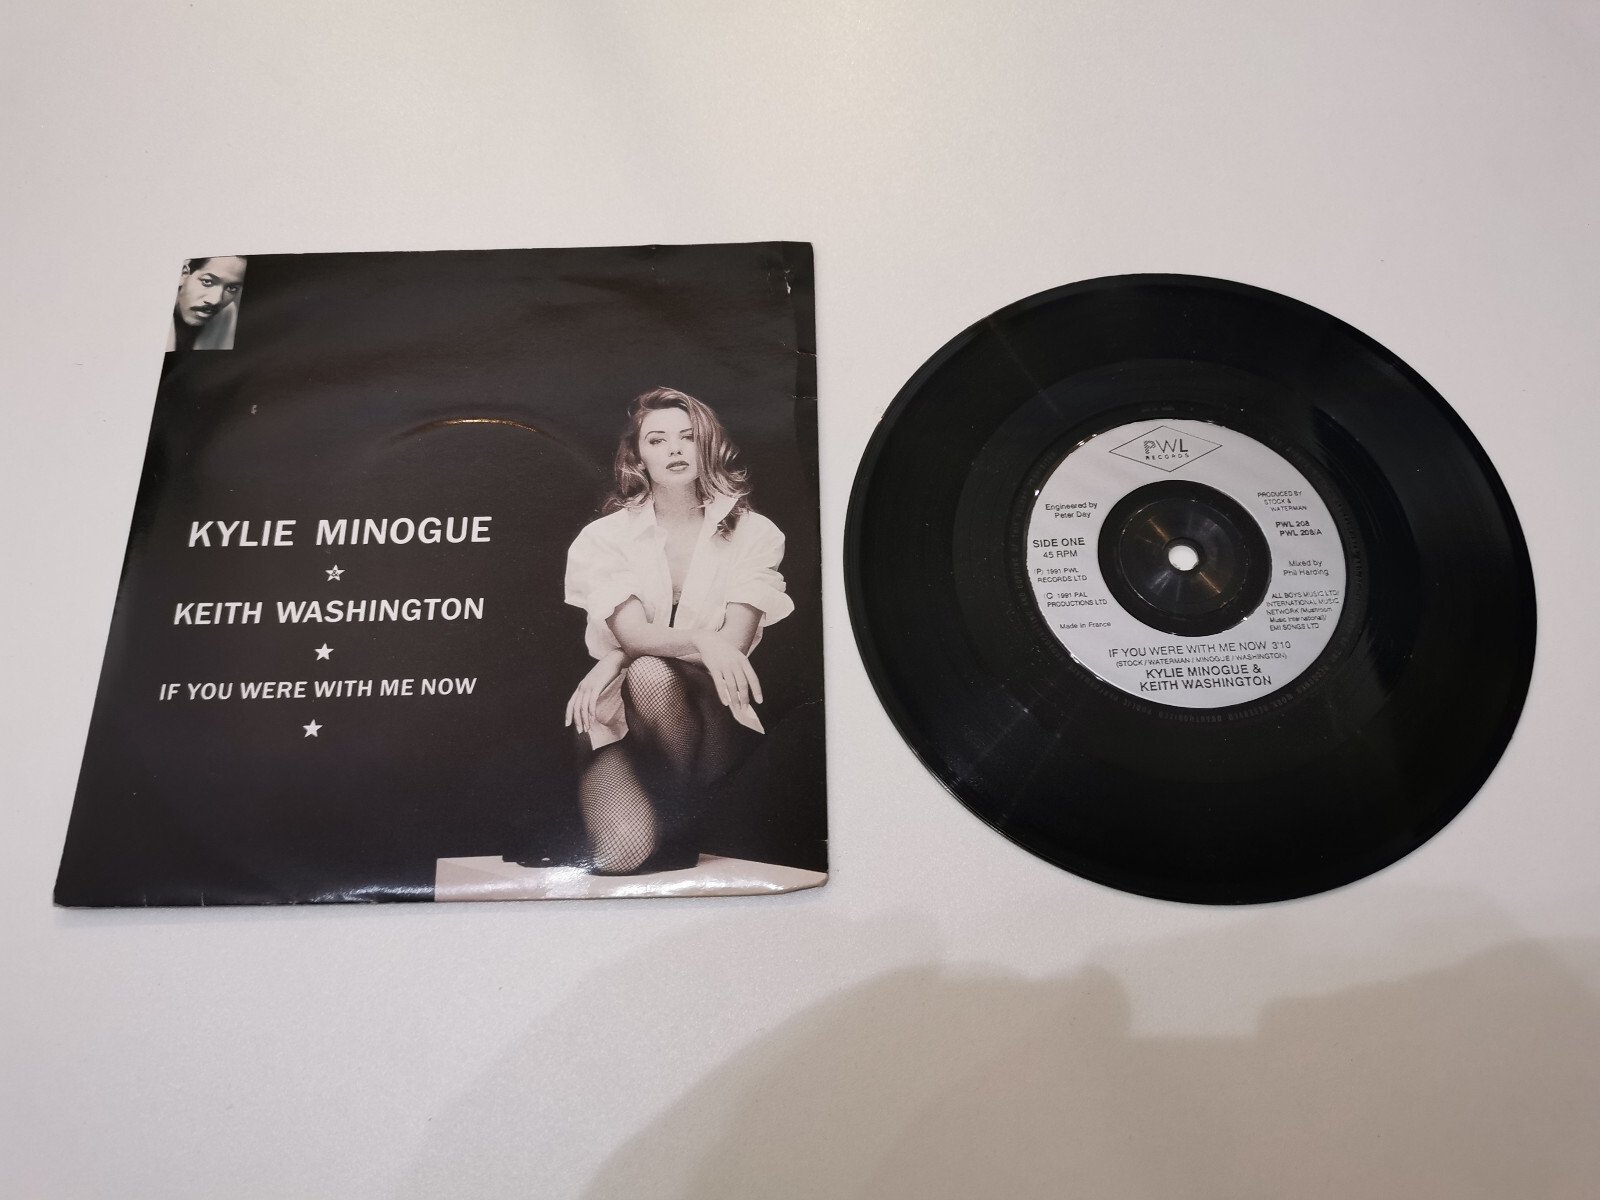 KYLIE MINOGUE
&
KEITH WASHINGTON
IF YOU WERE WITH ME NOW
PWL
RECORDS
Engineered by
Peter Day
SIDE ONE
45 RPM
(P) 1991 PWL
RECORDS LTD
(C) 1991 PAL
PRODUCTIONS LTD
Made in France
PRODUCED BY
STOCK &
WATERMAN
PWL 208
PWL 208/A
Mixed by
Phil Harding
ALL BOYS MUSIC LTD/
INTERNATIONAL MUSIC
NETWORK (Mushroom
Music International)/
EMI SONGS LTD
IF YOU WERE WITH ME NOW 3'10
(STOCK / WATERMAN / MINOGUE / WASHINGTON)
KYLIE MINOGUE &
KEITH WASHINGTON